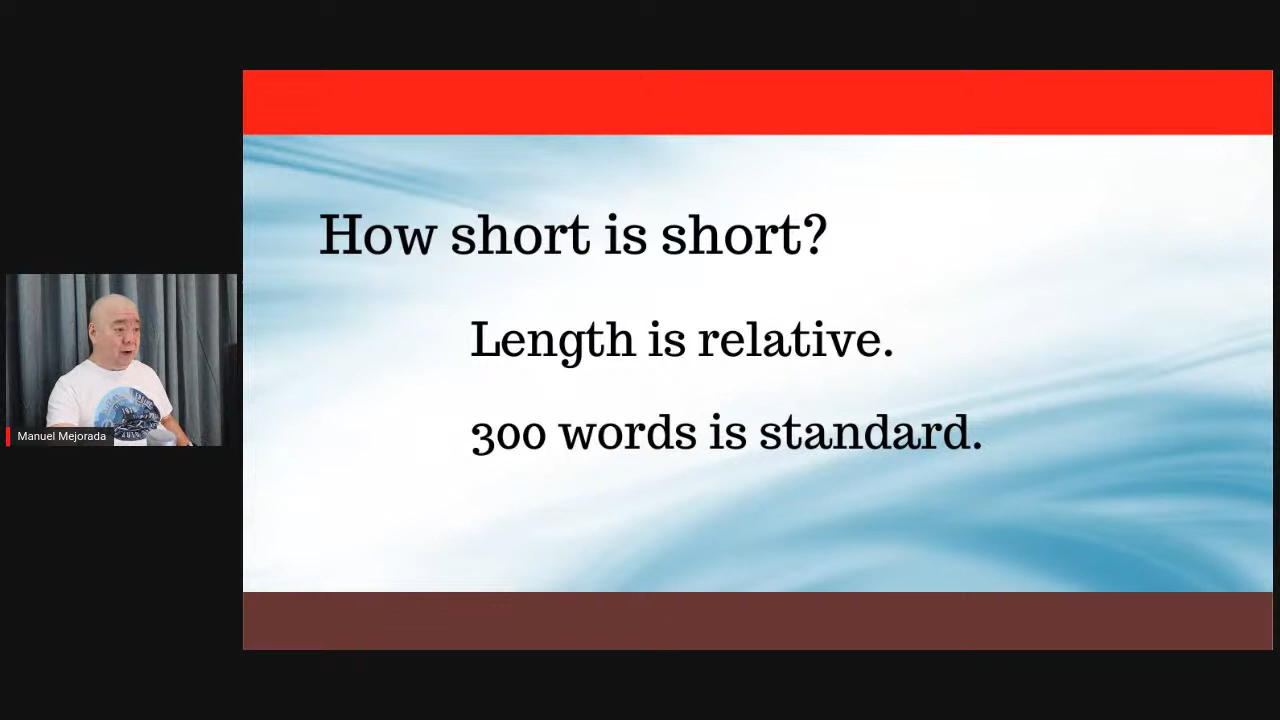 How short is short?
Length is relative.
300 words is standard.
Manuel Mejorada